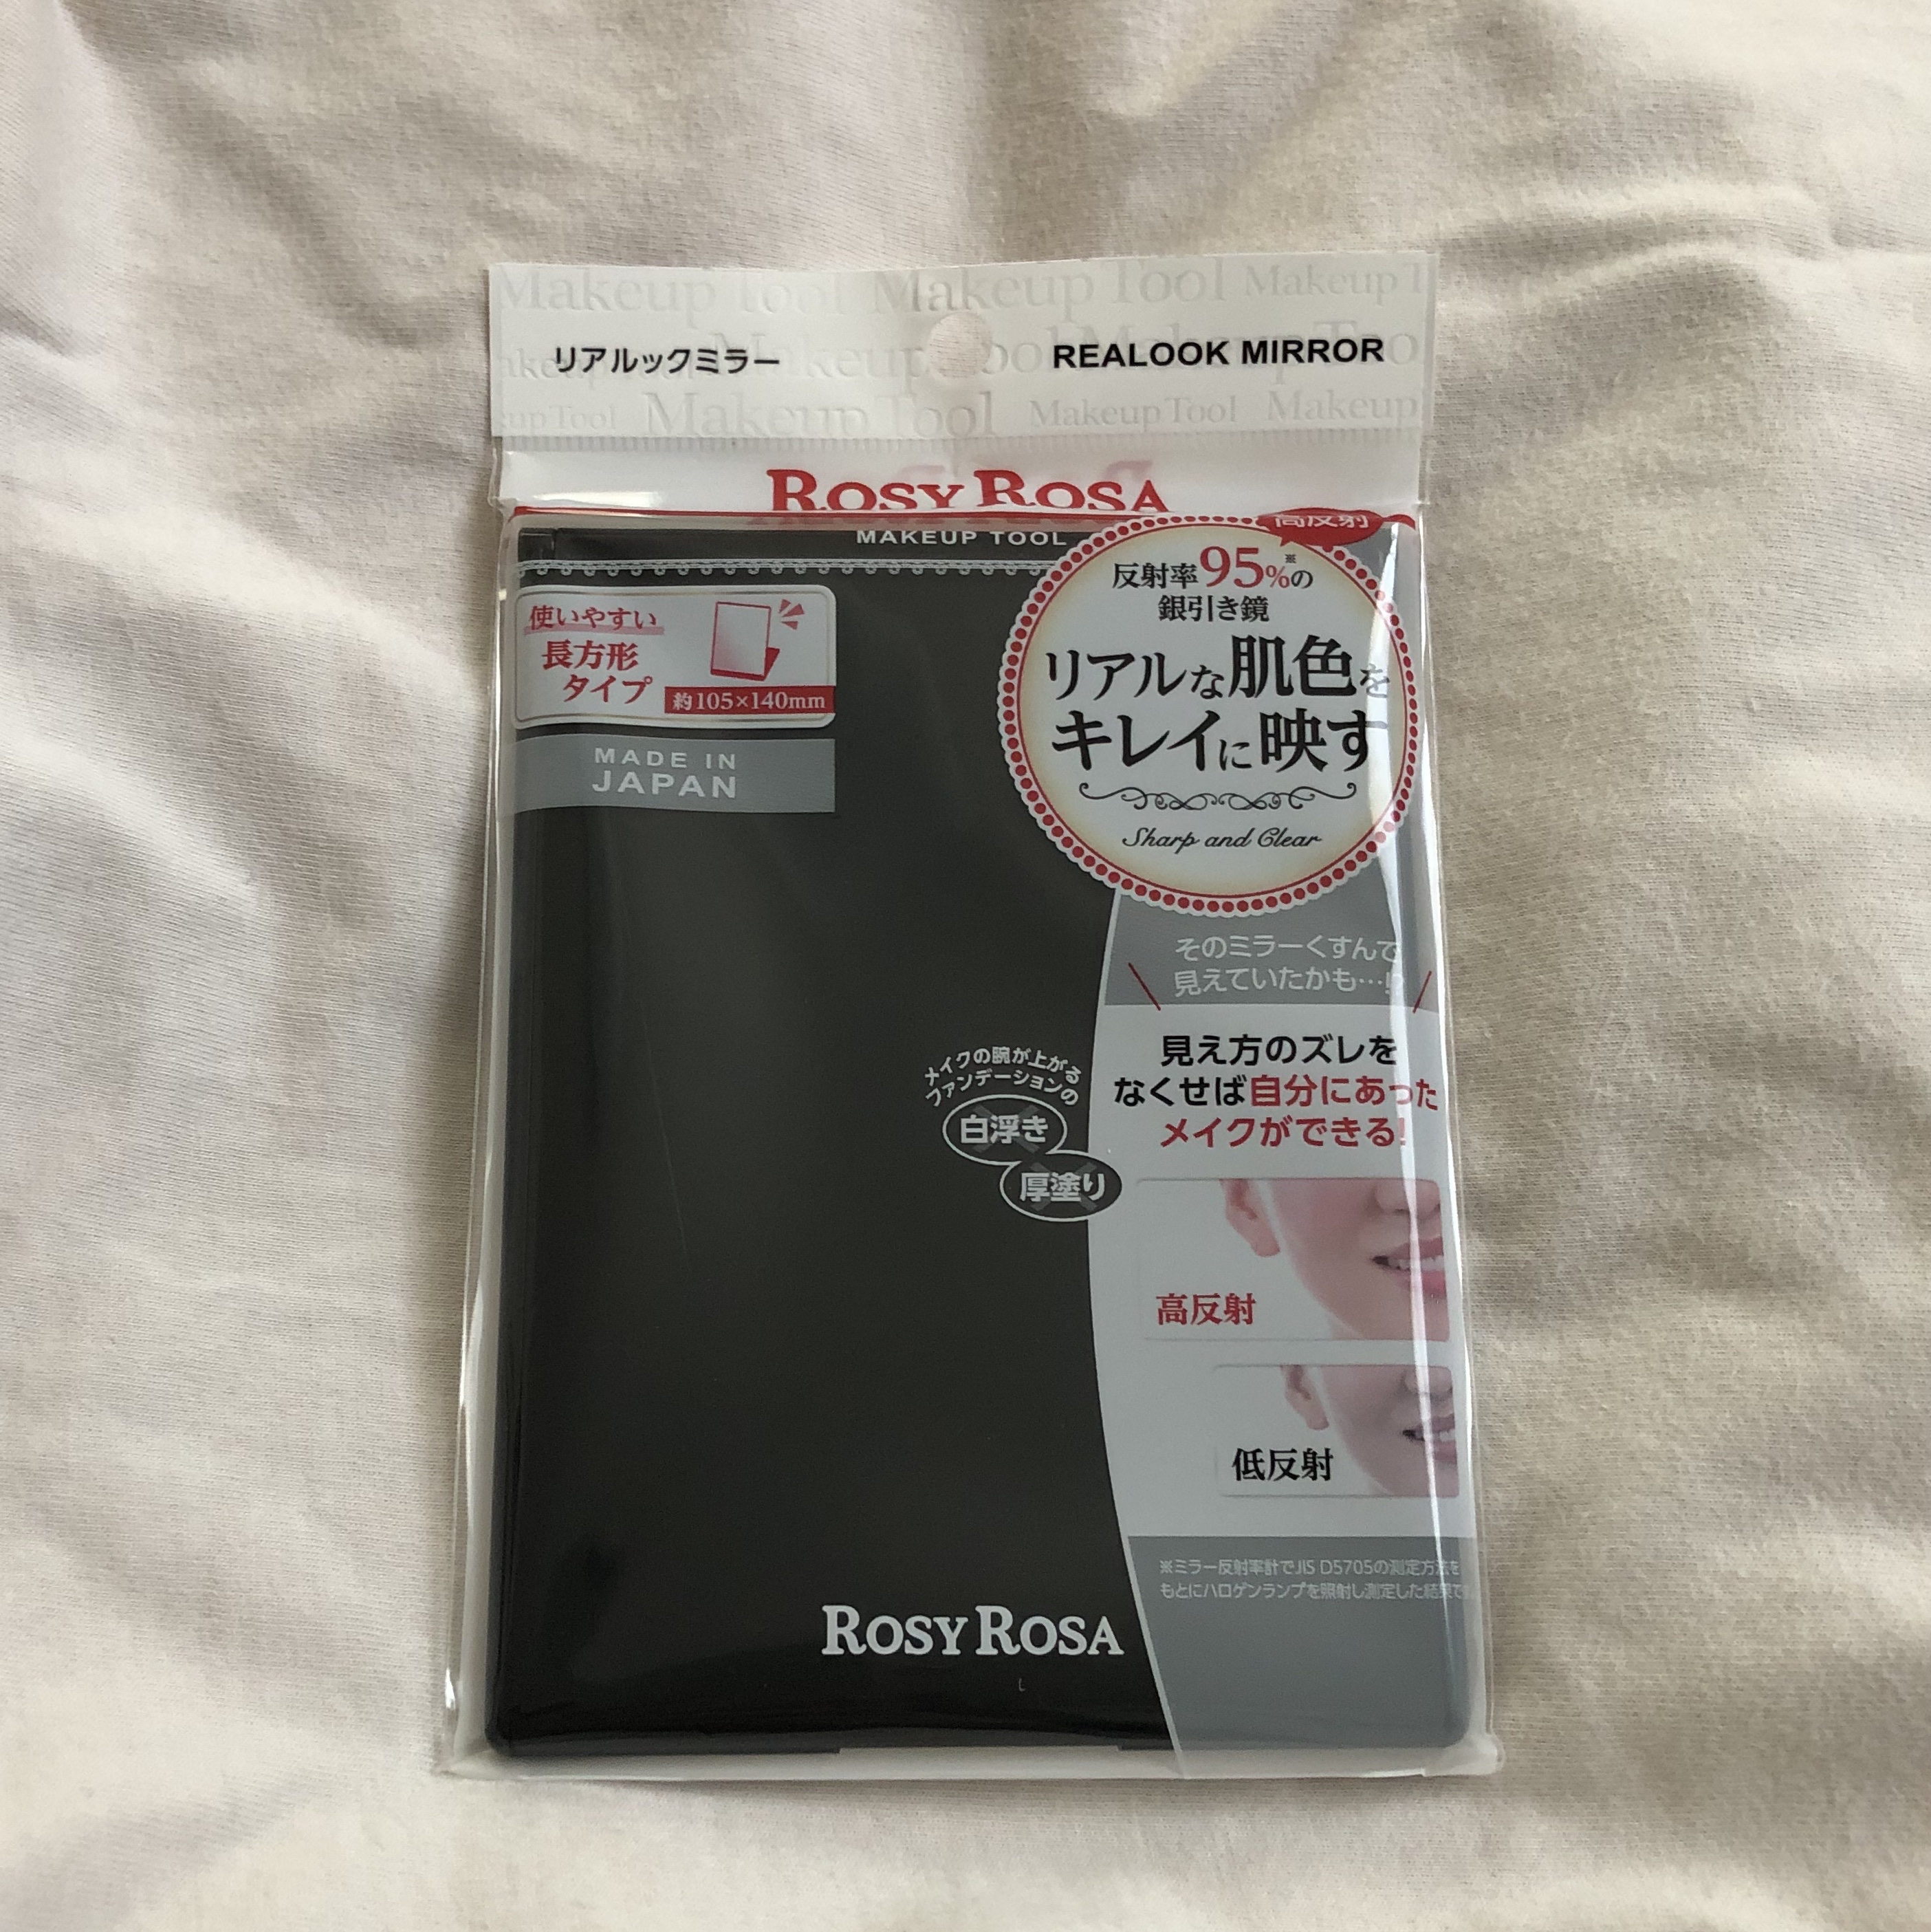 Makeup Tool Makeup Tool Makeup T
リアルックミラー
REALOOK MIRROR
Makeup Tool Makeup Tool Makeup
ROSY ROSA
MAKEUP TOOL
高反射
使いやすい
長方形
タイプ
約105×140mm
MADE IN
JAPAN
反射率95%※の
銀引き鏡
リアルな肌色を
キレイに映す
Sharp and Clear
そのミラーくすんで
見えていたかも…!?
見え方のズレを
なくせば自分にあった
メイクができる!
メイクの腕が上がる
ファンデーションの
白浮き
厚塗り
高反射
低反射
※ミラー反射率計でJIS D5705の測定方法を
もとにハロゲンランプを照射し測定した結果で
ROSY ROSA
L